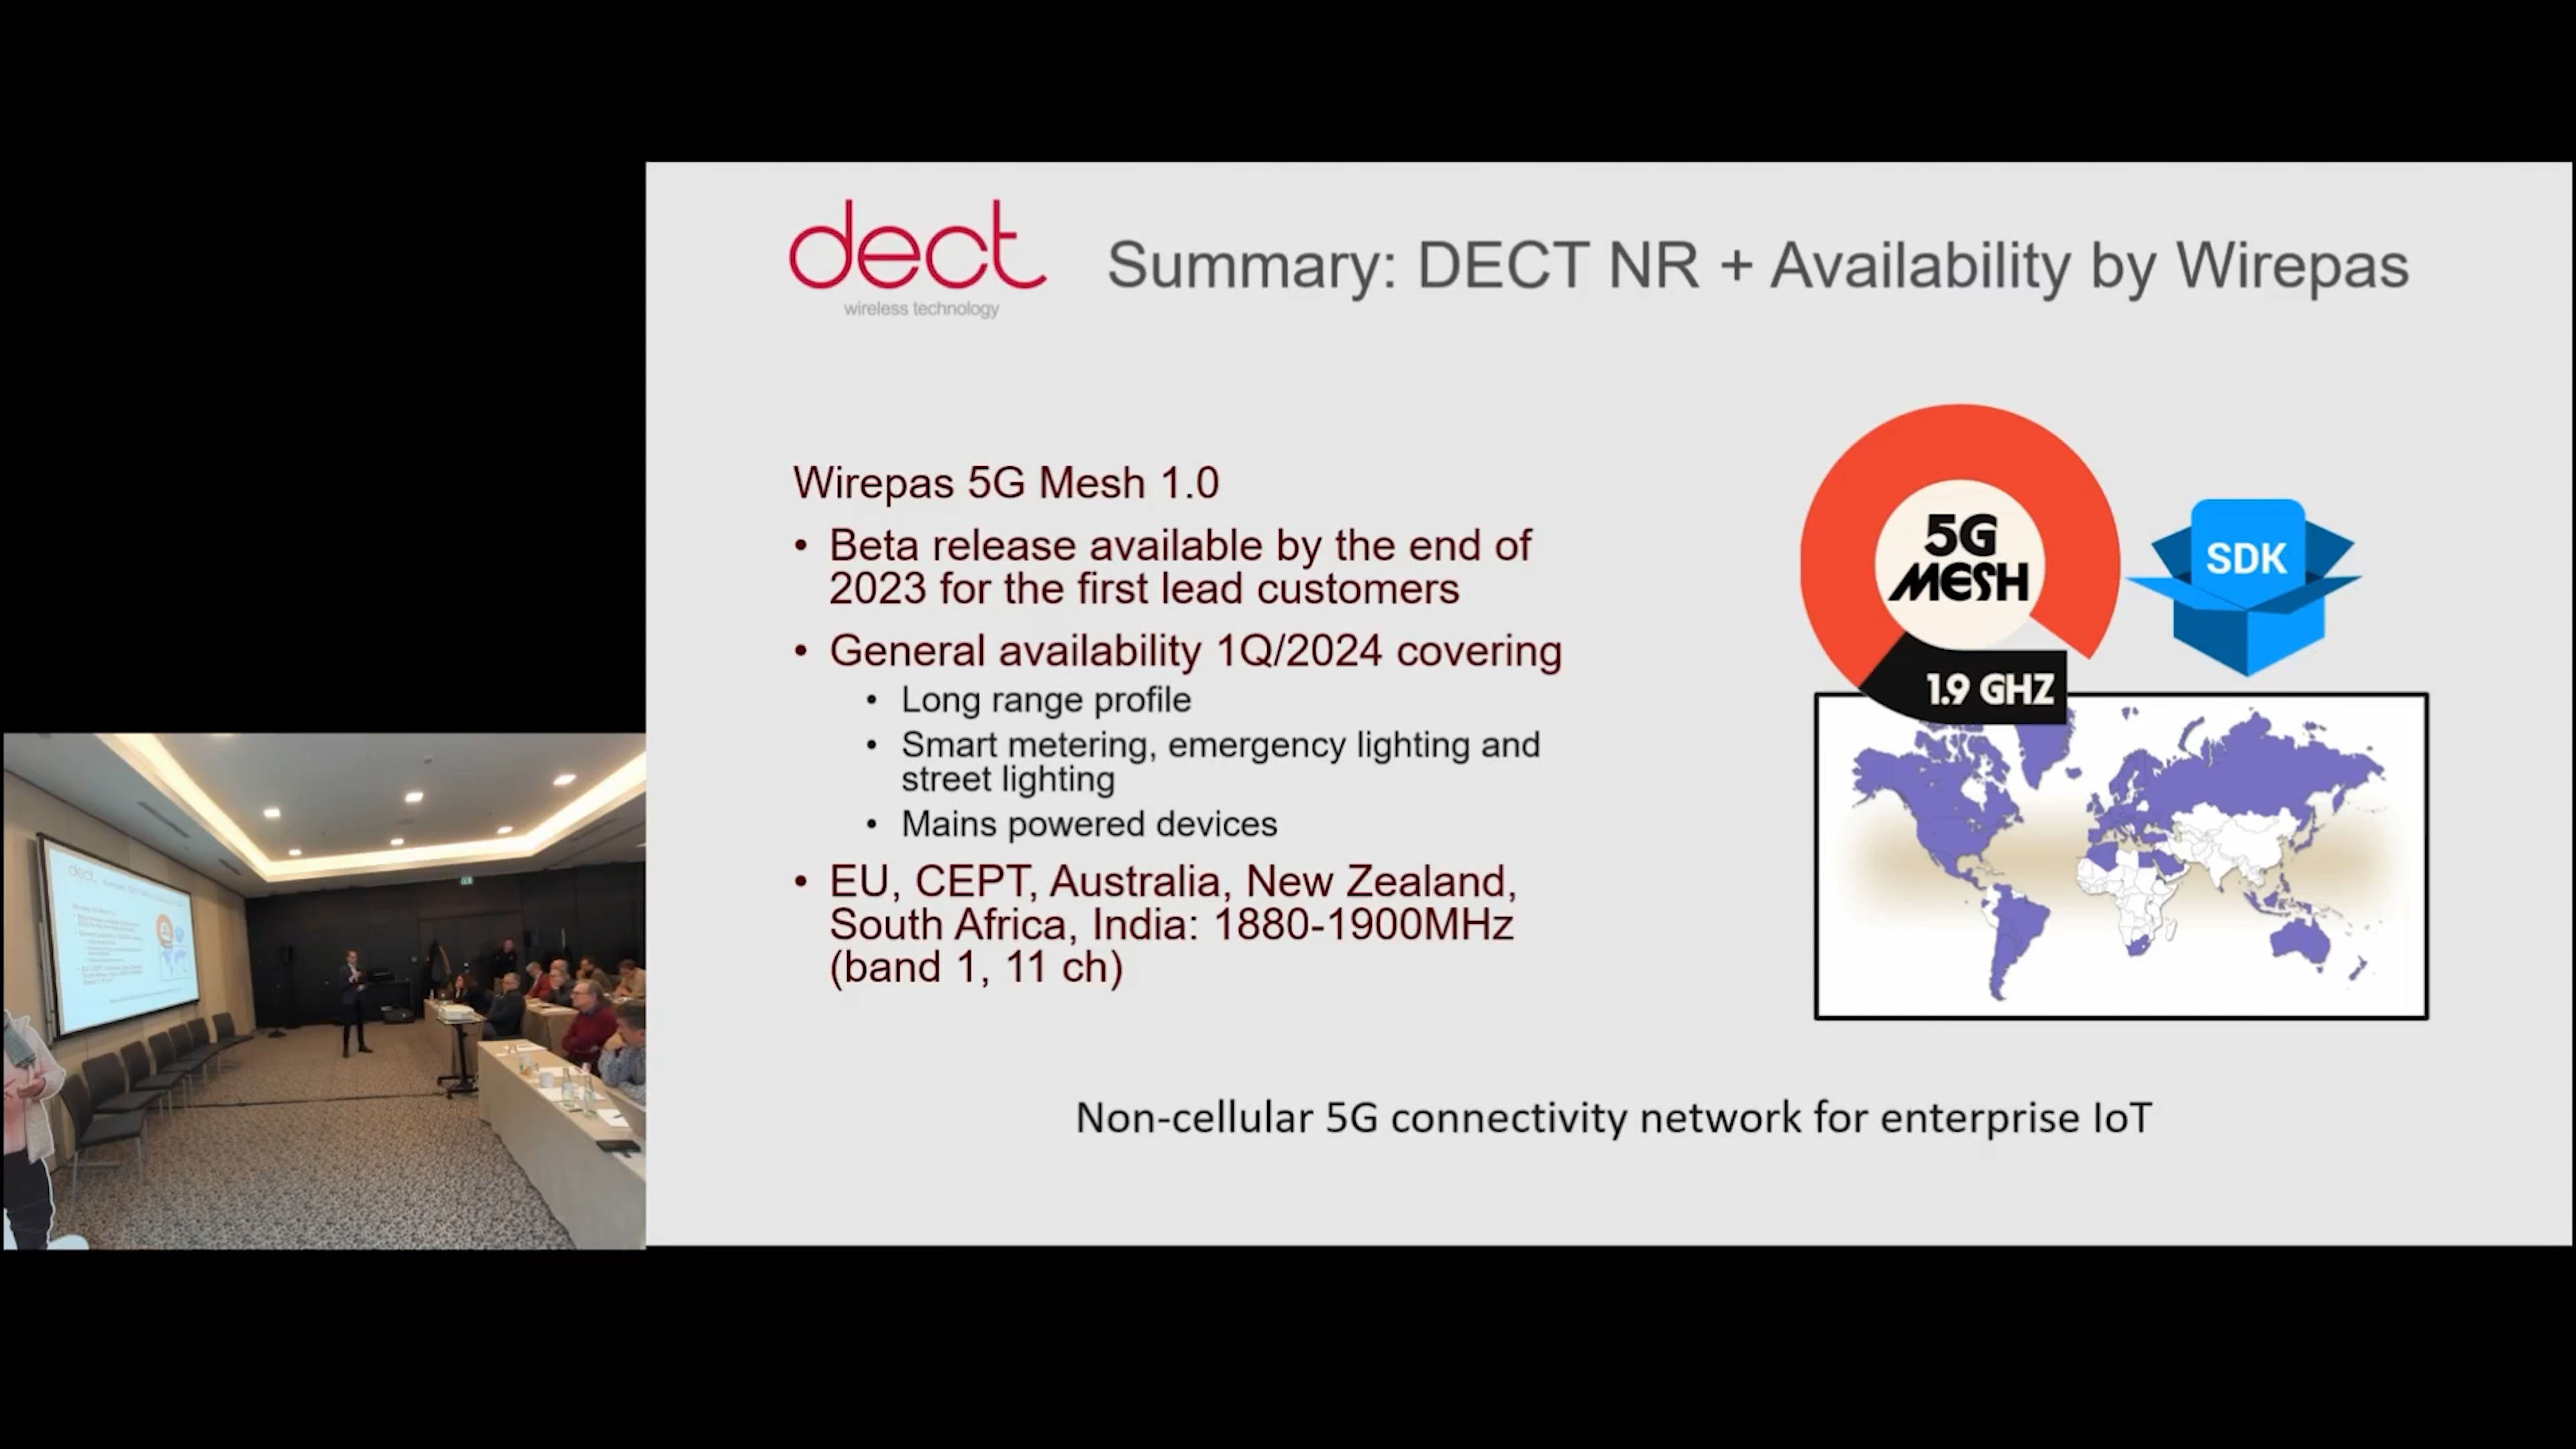 dect
wireless technology
Summary: DECT NR + Availability by Wirepas
Wirepas 5G Mesh 1.0
• Beta release available by the end of
2023 for the first lead customers
• General availability 1Q/2024 covering
• Long range profile
• Smart metering, emergency lighting and
street lighting
• Mains powered devices
• EU, CEPT, Australia, New Zealand,
South Africa, India: 1880-1900MHz
(band 1, 11 ch)
5G
MESH
1.9 GHZ
SDK
Non-cellular 5G connectivity network for enterprise IoT
dect